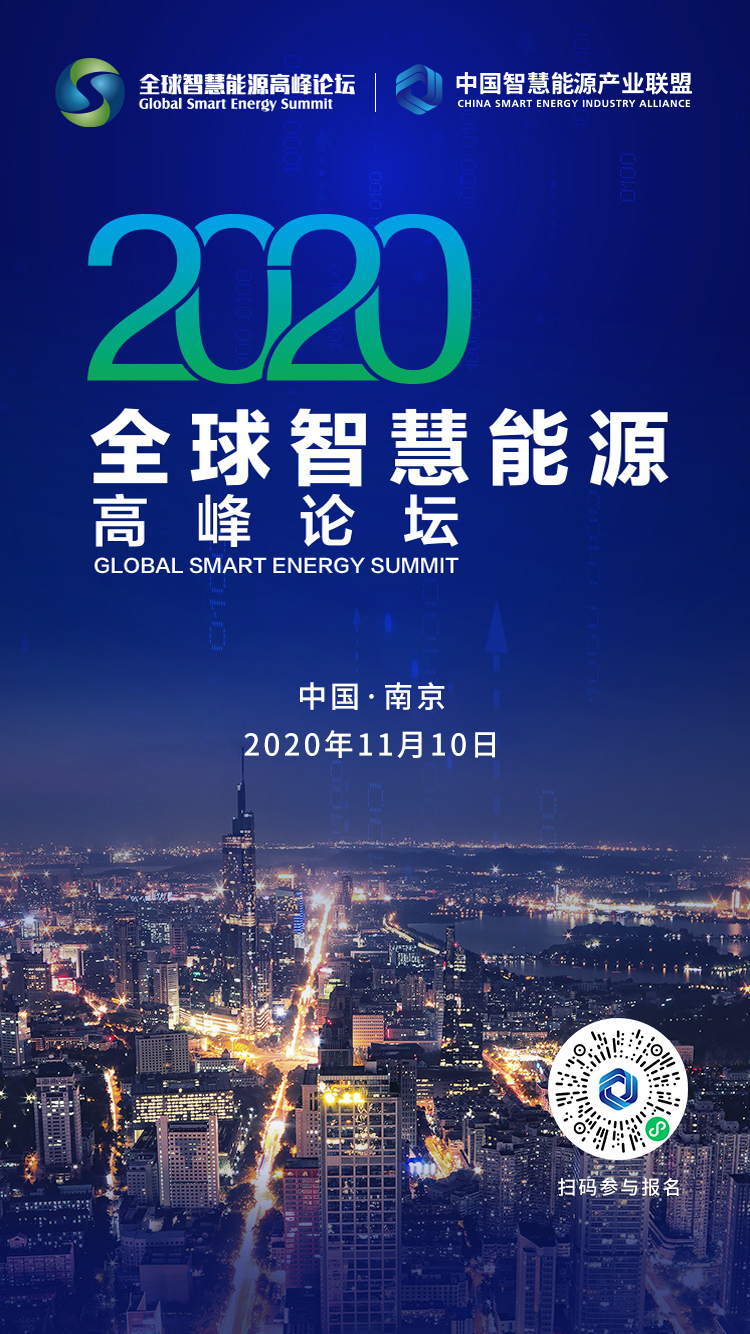 全球智慧能源高峰论坛
Global Smart Energy Summit
中国智慧能源产业联盟
CHINA SMART ENERGY INDUSTRY ALLIANCE
2020
全球智慧能源
高峰论坛
GLOBAL SMART ENERGY SUMMIT
中国·南京
2020年11月10日
扫码参与报名